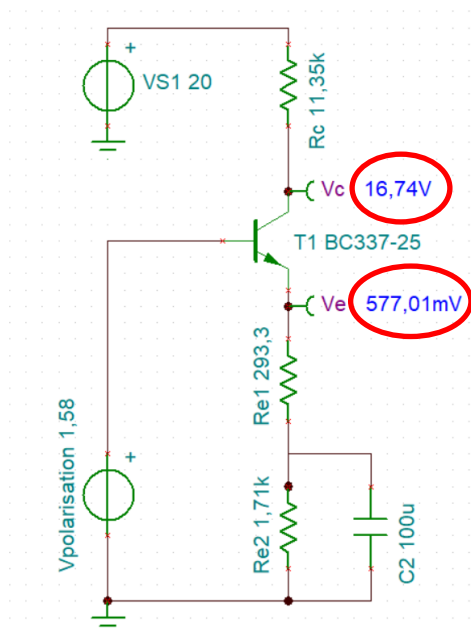 +
VS1 20
Rc 11,35k
Vc 16,74V
T1 BC337-25
Ve 577,01mV
Re1 293,3
Vpolarisation 1,58
+
Re2 1,71k
C2 100u